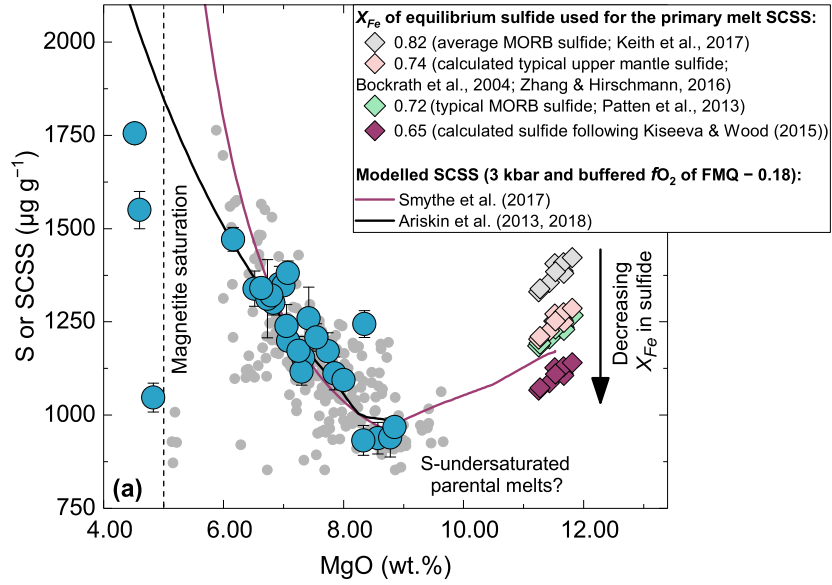 X_Fe of equilibrium sulfide used for the primary melt SCSS:
0.82 (average MORB sulfide; Keith et al., 2017)
0.74 (calculated typical upper mantle sulfide;
Bockrath et al., 2004; Zhang & Hirschmann, 2016)
0.72 (typical MORB sulfide; Patten et al., 2013)
0.65 (calculated sulfide following Kiseeva & Wood (2015))
Modelled SCSS (3 kbar and buffered fO₂ of FMQ − 0.18):
Smythe et al. (2017)
Ariskin et al. (2013, 2018)
S or SCSS (µg g⁻¹)
2000
1750
1500
1250
1000
750
Magnetite saturation
Decreasing
X_Fe in sulfide
S-undersaturated
parental melts?
(a)
4.00 6.00 8.00 10.00 12.00
MgO (wt.%)